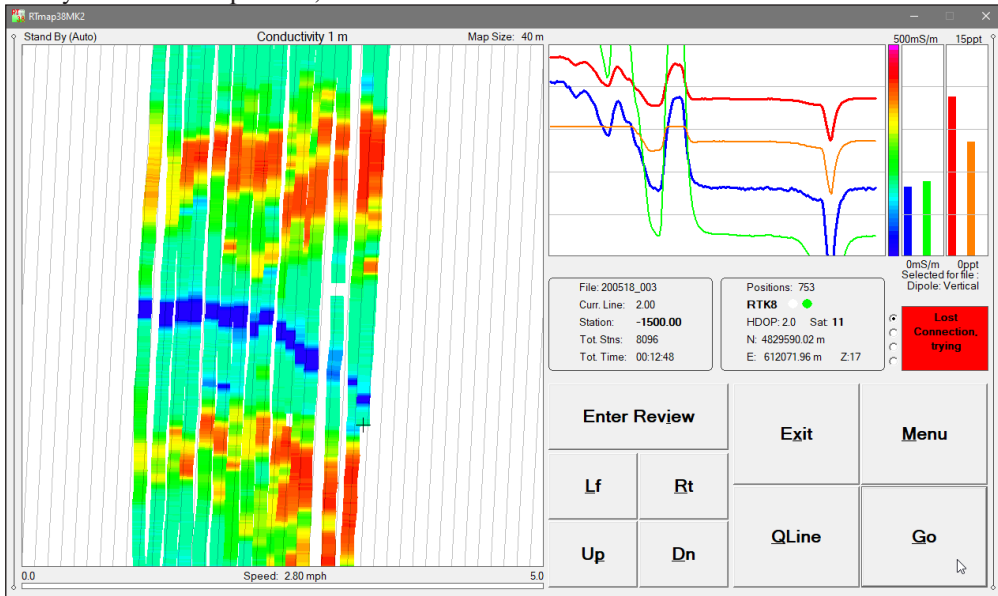 RTmap38MK2
Stand By (Auto) Conductivity 1 m Map Size: 40 m
500mS/m 15ppt
0mS/m 0ppt
Selected for file :
Dipole: Vertical
File: 200518_003
Curr. Line: 2.00
Station: -1500.00
Tot. Stns: 8096
Tot. Time: 00:12:48
Positions: 753
RTK8
HDOP: 2.0 Sat: 11
N: 4829590.02 m
E: 612071.96 m Z:17
Lost
Connection.
trying
Enter Review
Exit
Menu
Lf
Rt
Up
Dn
QLine
Go
0.0 Speed: 2.80 mph 5.0